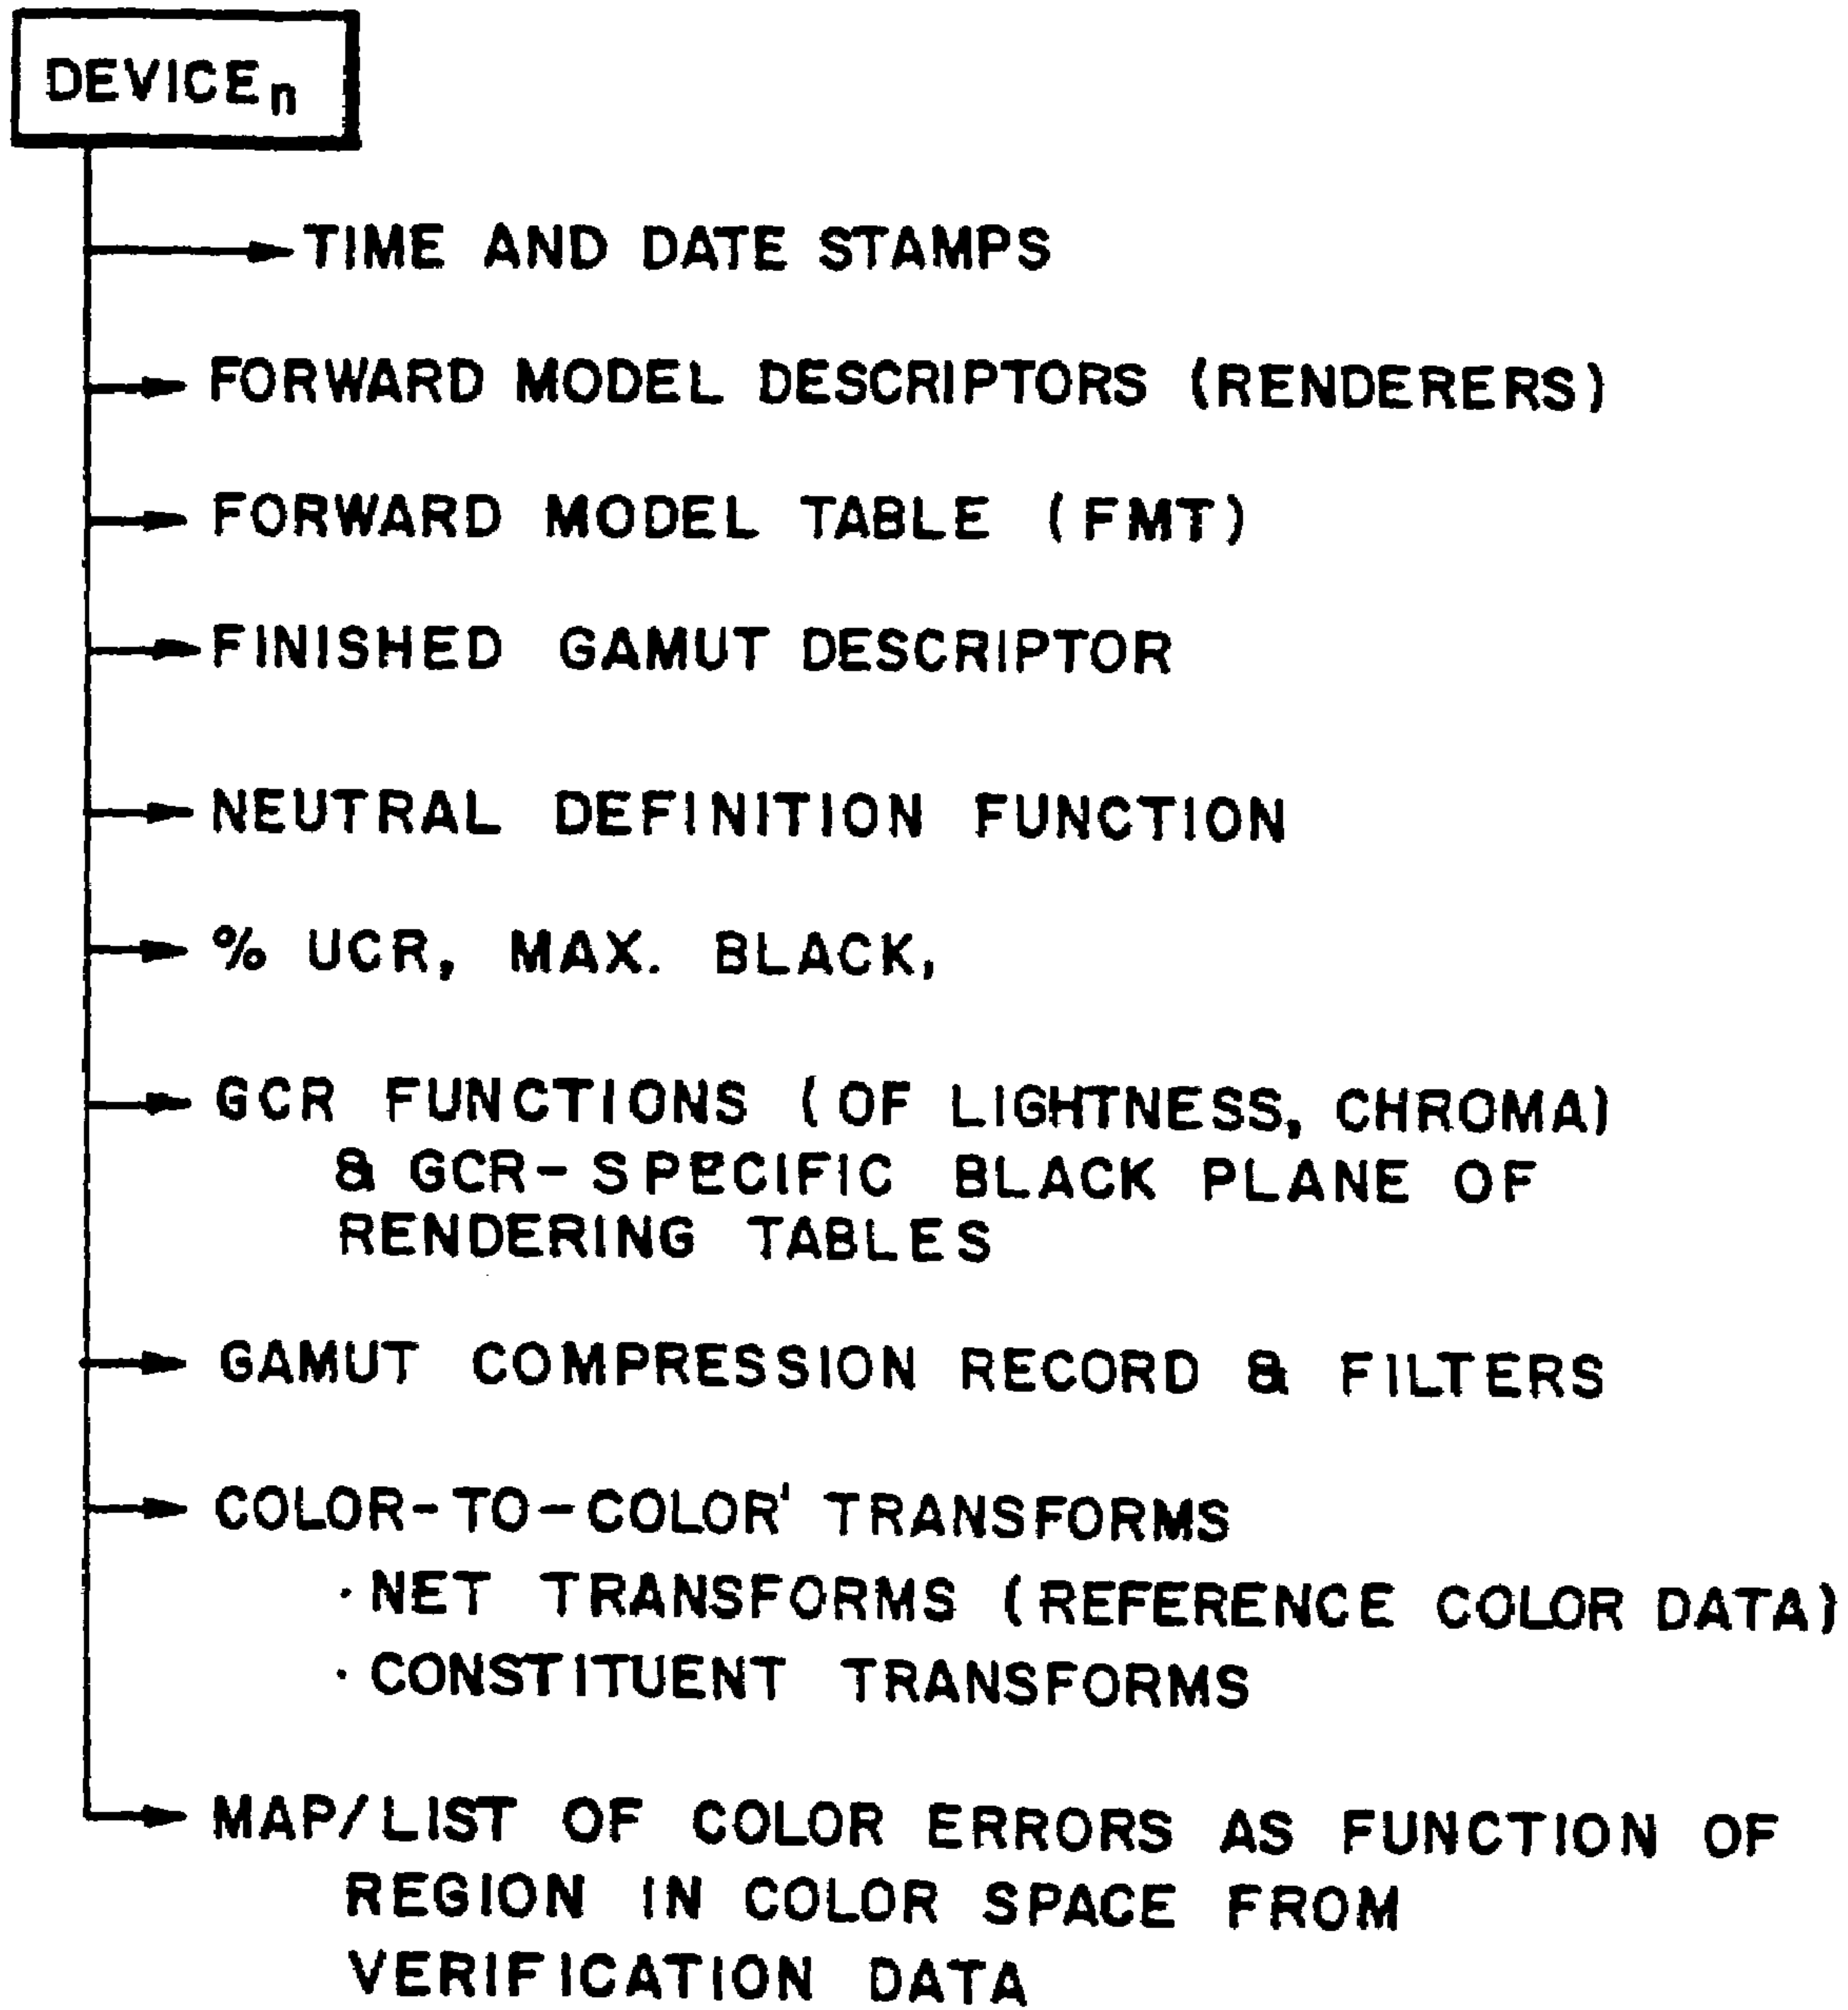 DEVICEn
TIME AND DATE STAMPS
FORWARD MODEL DESCRIPTORS (RENDERERS)
FORWARD MODEL TABLE (FMT)
FINISHED GAMUT DESCRIPTOR
NEUTRAL DEFINITION FUNCTION
% UCR, MAX. BLACK,
GCR FUNCTIONS (OF LIGHTNESS, CHROMA)
& GCR-SPECIFIC BLACK PLANE OF
RENDERING TABLES
GAMUT COMPRESSION RECORD & FILTERS
COLOR-TO-COLOR' TRANSFORMS
· NET TRANSFORMS (REFERENCE COLOR DATA)
· CONSTITUENT TRANSFORMS
MAP/LIST OF COLOR ERRORS AS FUNCTION OF
REGION IN COLOR SPACE FROM
VERIFICATION DATA